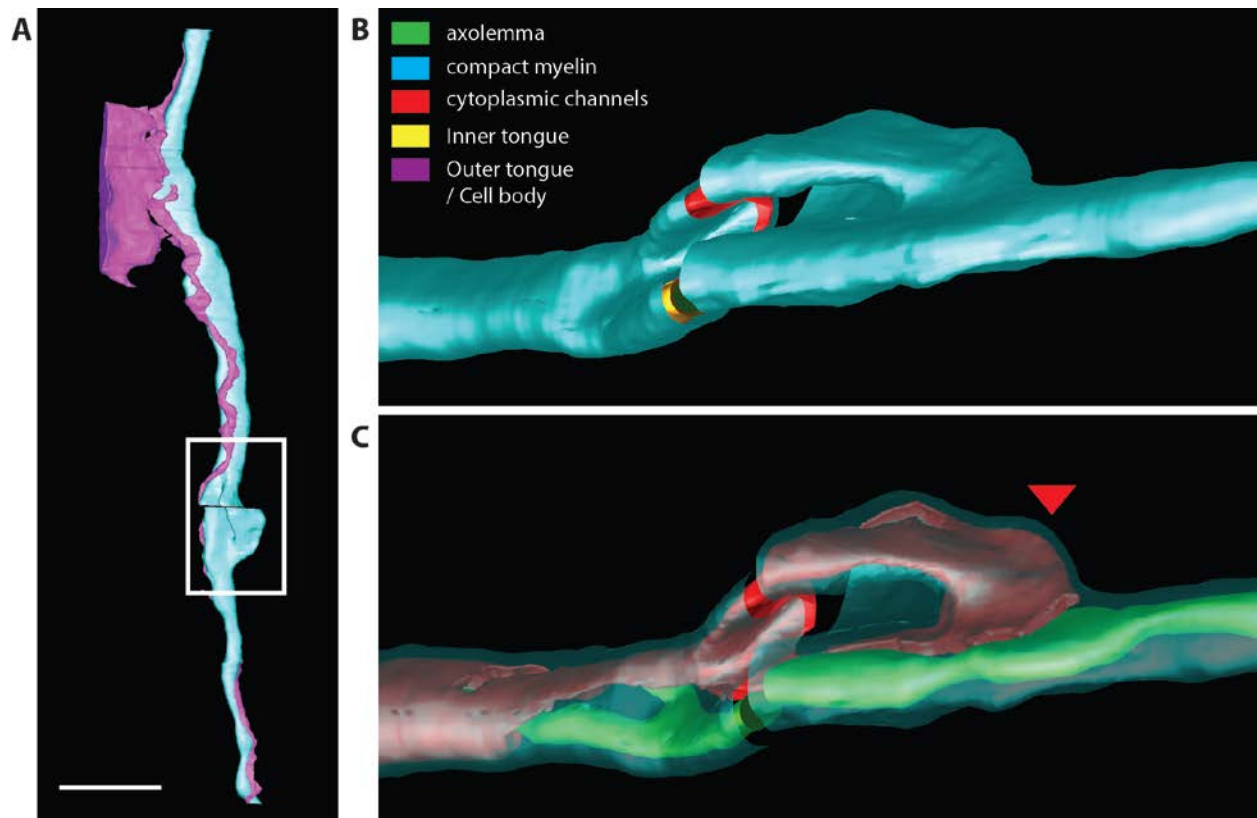 A
B
axolemma
compact myelin
cytoplasmic channels
Inner tongue
Outer tongue
/ Cell body
C